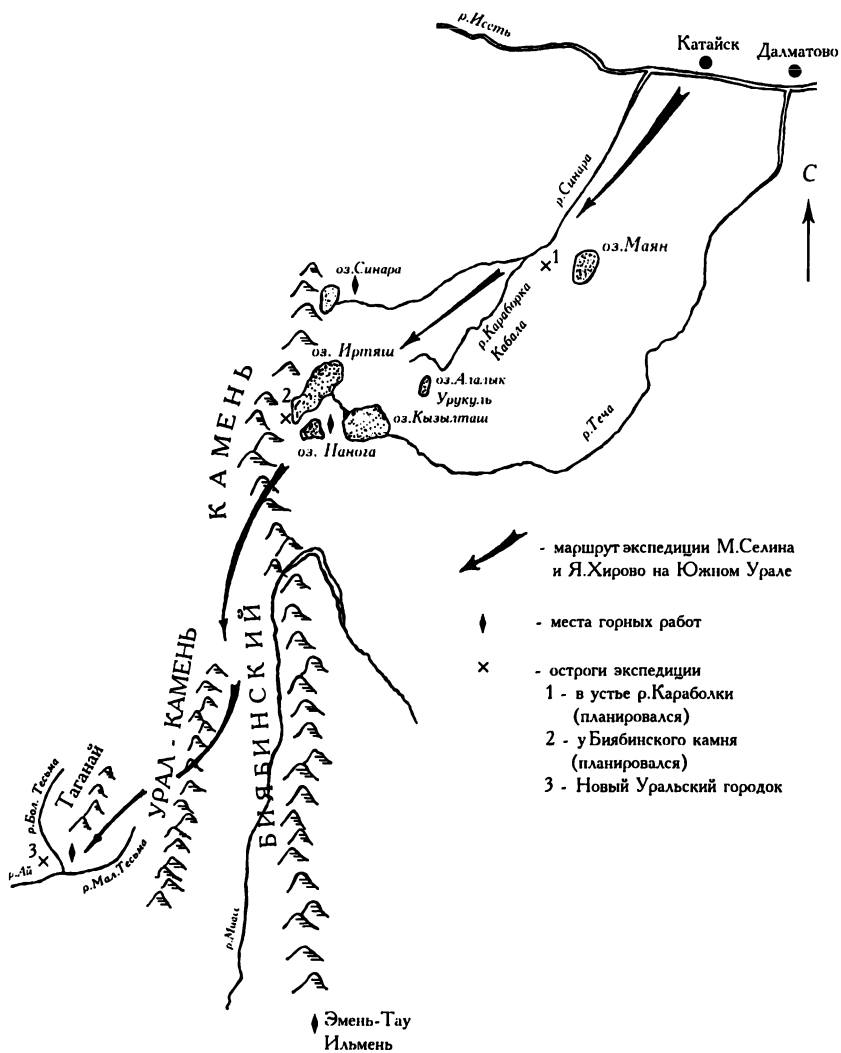 р.Исеть
Катайск
Далматово
р.Синара
С
оз.Маян
1
оз.Синара
р.Караборка
Кабала
оз. Иртяш
оз.Алалык
Урукуль
2
оз.Кызылташ
оз. Нанога
р.Теча
КАМЕНЬ
БИЯБИНСКИЙ
УРАЛ - КАМЕНЬ
Таганай
р.Бол. Тесьма
3
р.Ай
р.Мал.Тесьма
р.Миасс
Эмень-Тау
Ильмень
- маршрут экспедиции М.Селина
и Я.Хирово на Южном Урале
- места горных работ
- остроги экспедиции
1 - в устье р.Караболки
(планировался)
2 - у Биябинского камня
(планировался)
3 - Новый Уральский городок